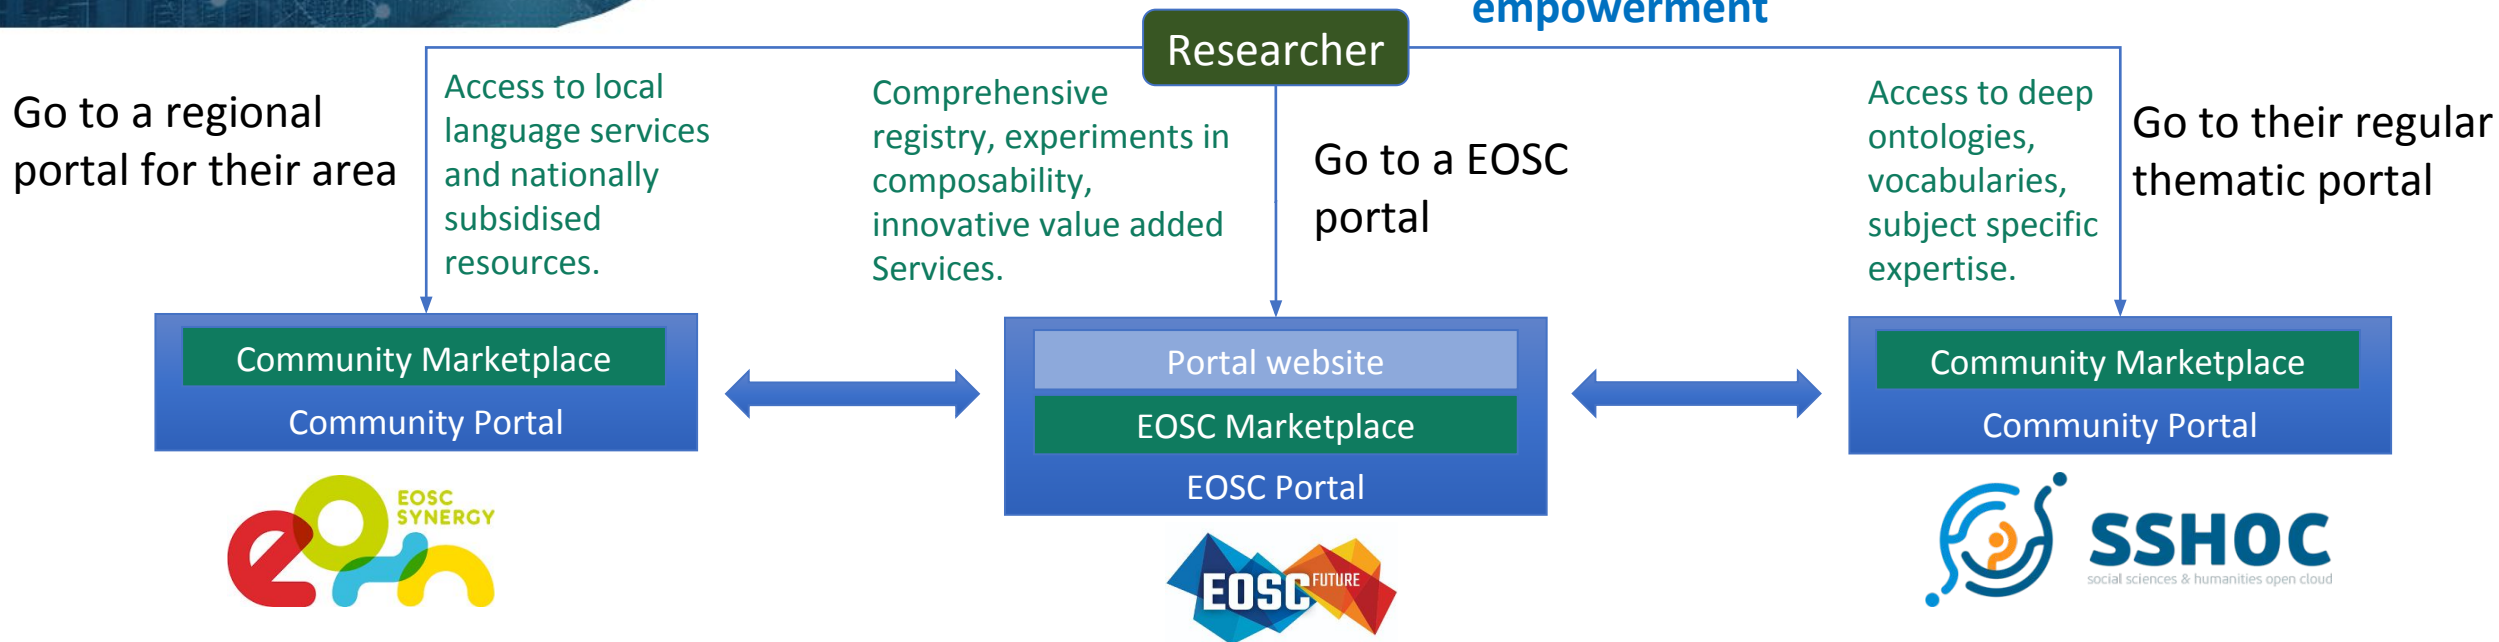 empowerment
Researcher
Go to a regional
portal for their area
Access to local
language services
and nationally
subsidised
resources.
Comprehensive
registry, experiments in
composability,
innovative value added
Services.
Go to a EOSC
portal
Access to deep
ontologies,
vocabularies,
subject specific
expertise.
Go to their regular
thematic portal
Community Marketplace
Community Portal
Portal website
EOSC Marketplace
EOSC Portal
Community Marketplace
Community Portal
EOSC
SYNERGY
EOSC FUTURE
SSHOC
social sciences & humanities open cloud